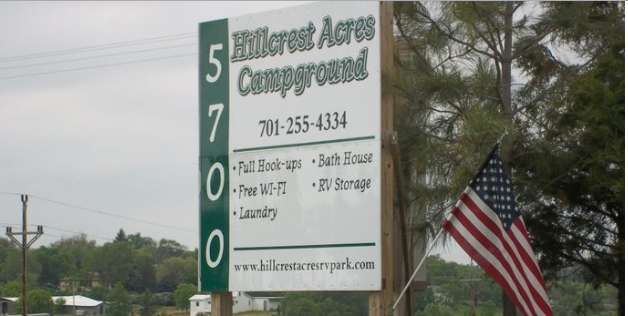 5700
Hillcrest Acres
Campground
701-255-4334
• Full Hook-ups • Bath House
• Free WI-FI • RV Storage
• Laundry
www.hillcrestacresrvpark.com